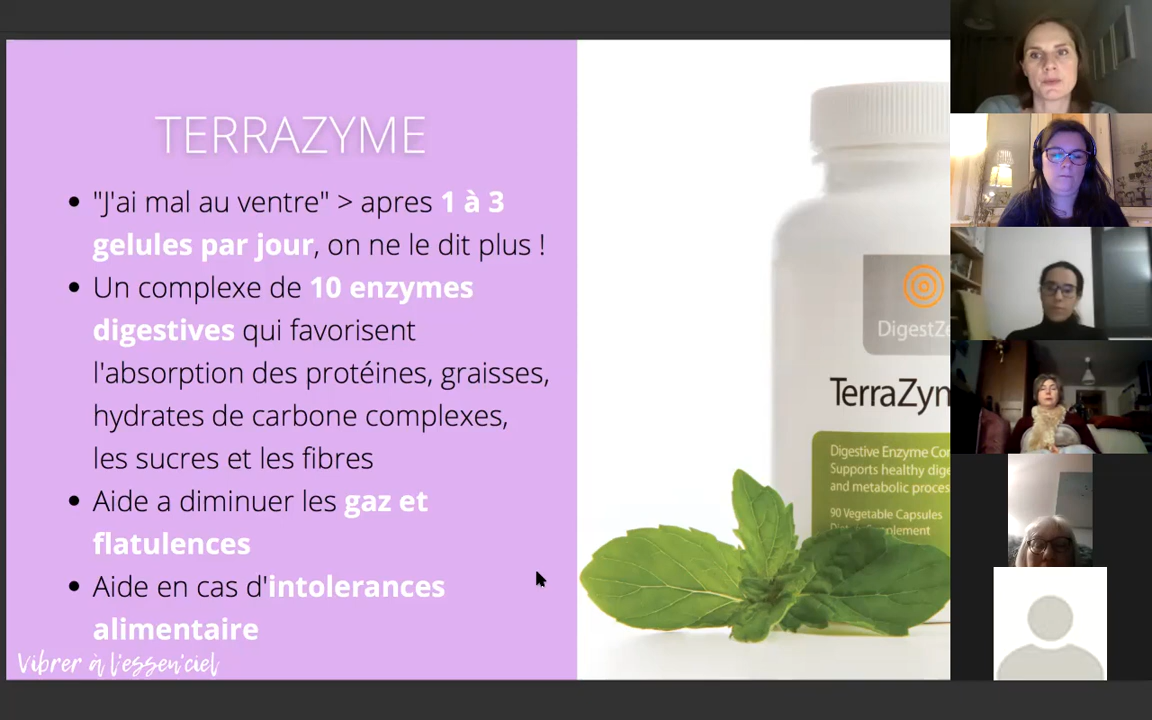 TERRAZYME
"J'ai mal au ventre" > apres 1 à 3
gelules par jour, on ne le dit plus !
Un complexe de 10 enzymes
digestives qui favorisent
l'absorption des protéines, graisses,
hydrates de carbone complexes,
les sucres et les fibres
Aide a diminuer les gaz et
flatulences
Aide en cas d'intolerances
alimentaire
Vibrer à l'essen'ciel
DigestZe
TerraZyn
Digestive Enzyme Co
Supports healthy dige
and metabolic proces
90 Vegetable Capsules